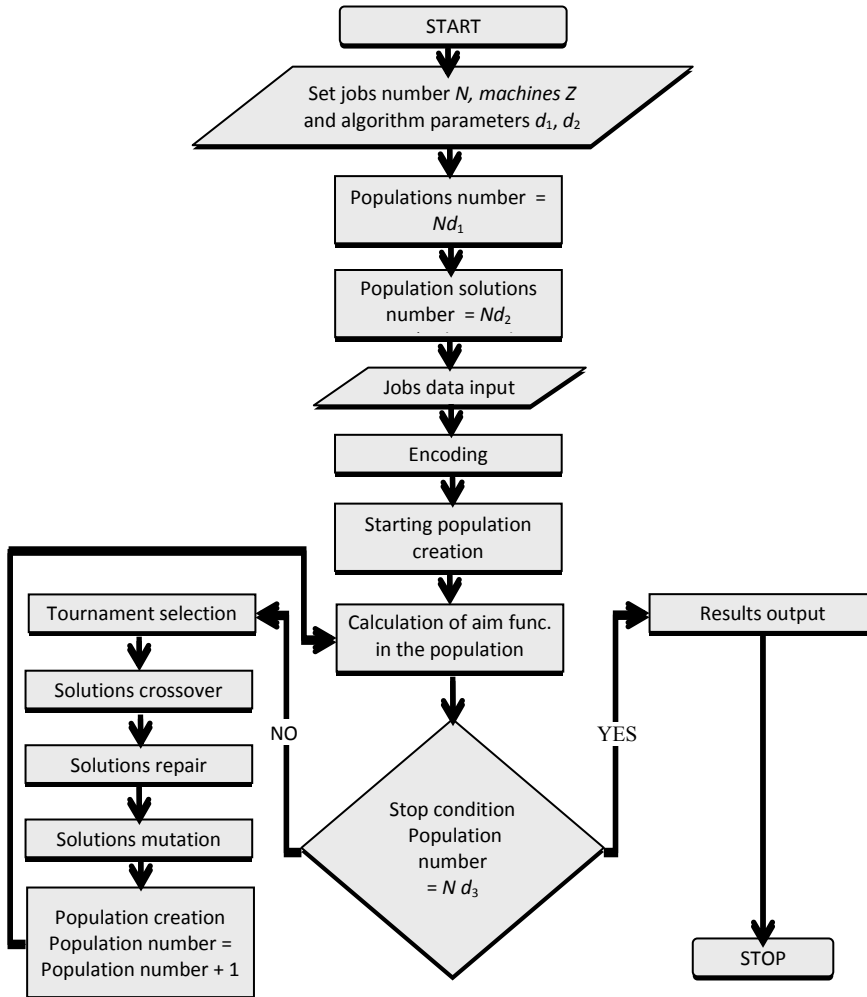 START
Set jobs number N, machines Z
and algorithm parameters d₁, d₂
Populations number =
Nd₁
Population solutions
number = Nd₂
Jobs data input
Encoding
Starting population
creation
Tournament selection
Calculation of aim func.
in the population
Results output
Solutions crossover
NO
YES
Solutions repair
Stop condition
Population
number
= N d₃
Solutions mutation
Population creation
Population number =
Population number + 1
STOP